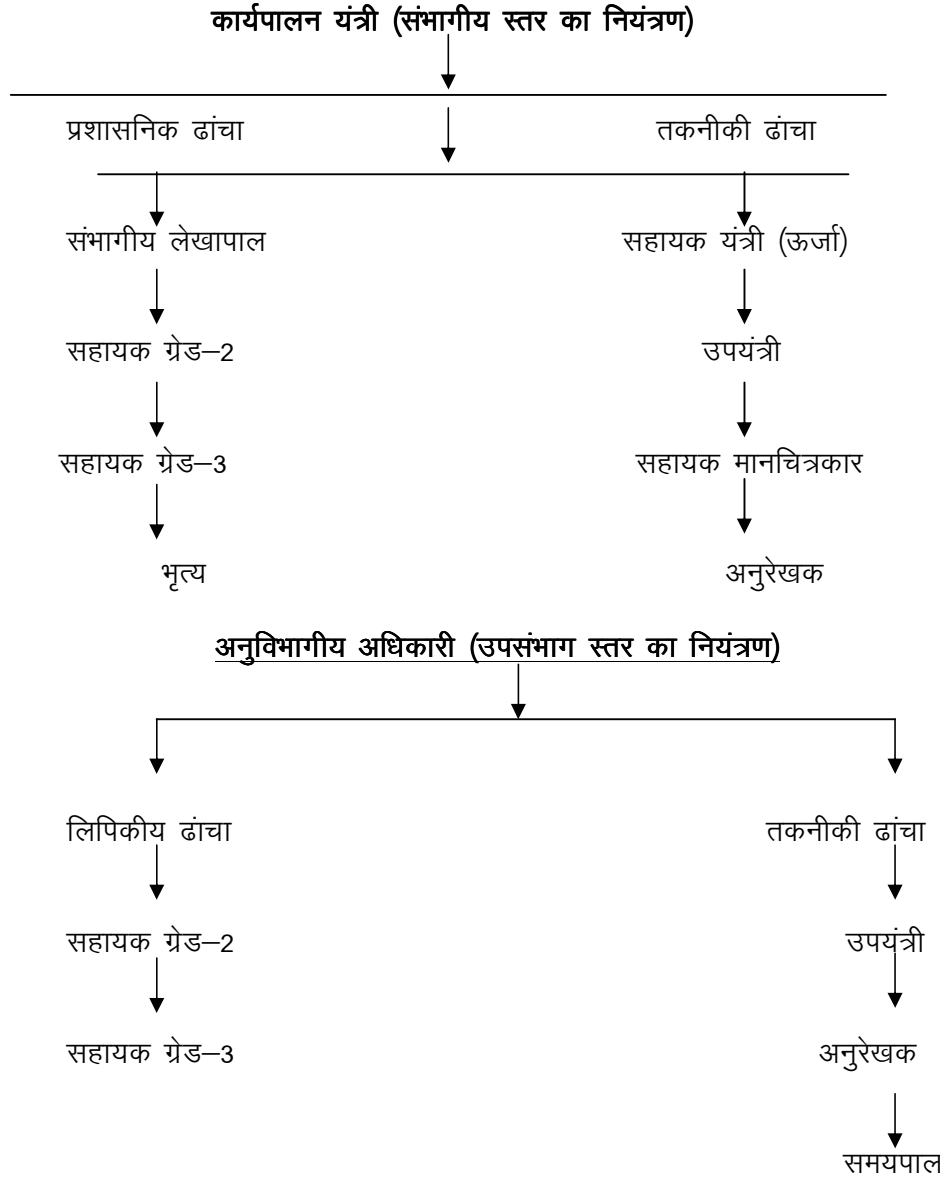 कार्यपालन यंत्री (संभागीय स्तर का नियंत्रण)
प्रशासनिक ढांचा तकनीकी ढांचा
संभागीय लेखापाल सहायक यंत्री (ऊर्जा)
सहायक ग्रेड–2 उपयंत्री
सहायक ग्रेड–3 सहायक मानचित्रकार
भृत्य अनुरेखक
अनुविभागीय अधिकारी (उपसंभाग स्तर का नियंत्रण)
लिपिकीय ढांचा तकनीकी ढांचा
सहायक ग्रेड–2 उपयंत्री
सहायक ग्रेड–3 अनुरेखक
समयपाल